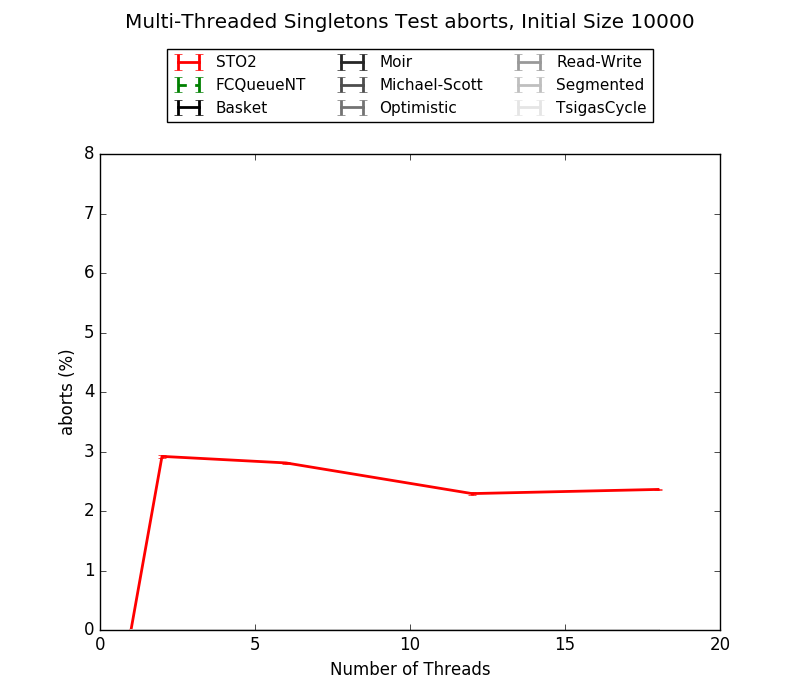 Multi-Threaded Singletons Test aborts, Initial Size 10000
STO2 Moir Read-Write
FCQueueNT Michael-Scott Segmented
Basket Optimistic TsigasCycle
8
7
6
5
4
3
2
1
0
aborts (%)
0 5 10 15 20
Number of Threads